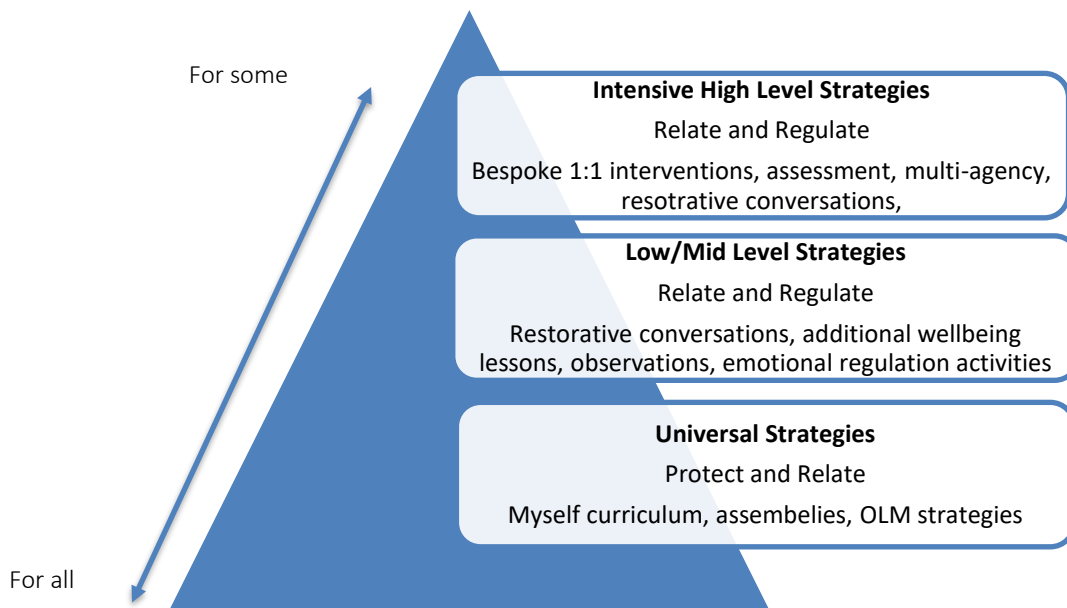 For some
Intensive High Level Strategies
Relate and Regulate
Bespoke 1:1 interventions, assessment, multi-agency,
resotrative conversations,
Low/Mid Level Strategies
Relate and Regulate
Restorative conversations, additional wellbeing
lessons, observations, emotional regulation activities
Universal Strategies
Protect and Relate
Myself curriculum, assembelies, OLM strategies
For all